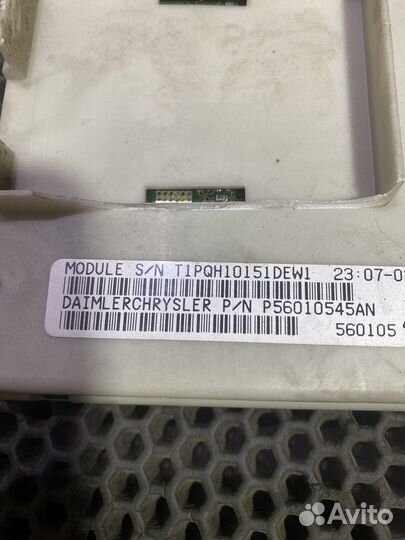 MODULE S/N T1PQH10151DEW1 23:07-0
DAIMLERCHRYSLER P/N P56010545AN
560105
Avito